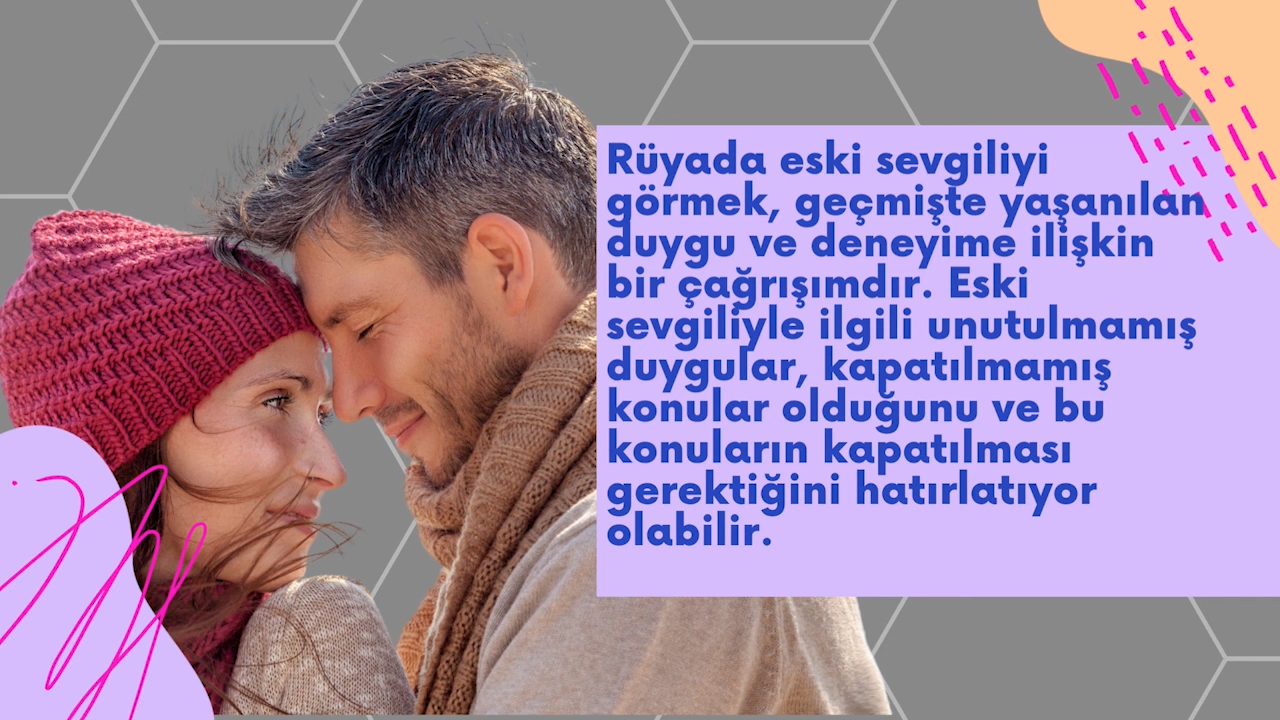 Rüyada eski sevgiliyi
görmek, geçmişte yaşanılan
duygu ve deneyime ilişkin
bir çağrışımdır. Eski
sevgiliyle ilgili unutulmamış
duygular, kapatılmamış
konular olduğunu ve bu
konuların kapatılması
gerektiğini hatırlatıyor
olabilir.